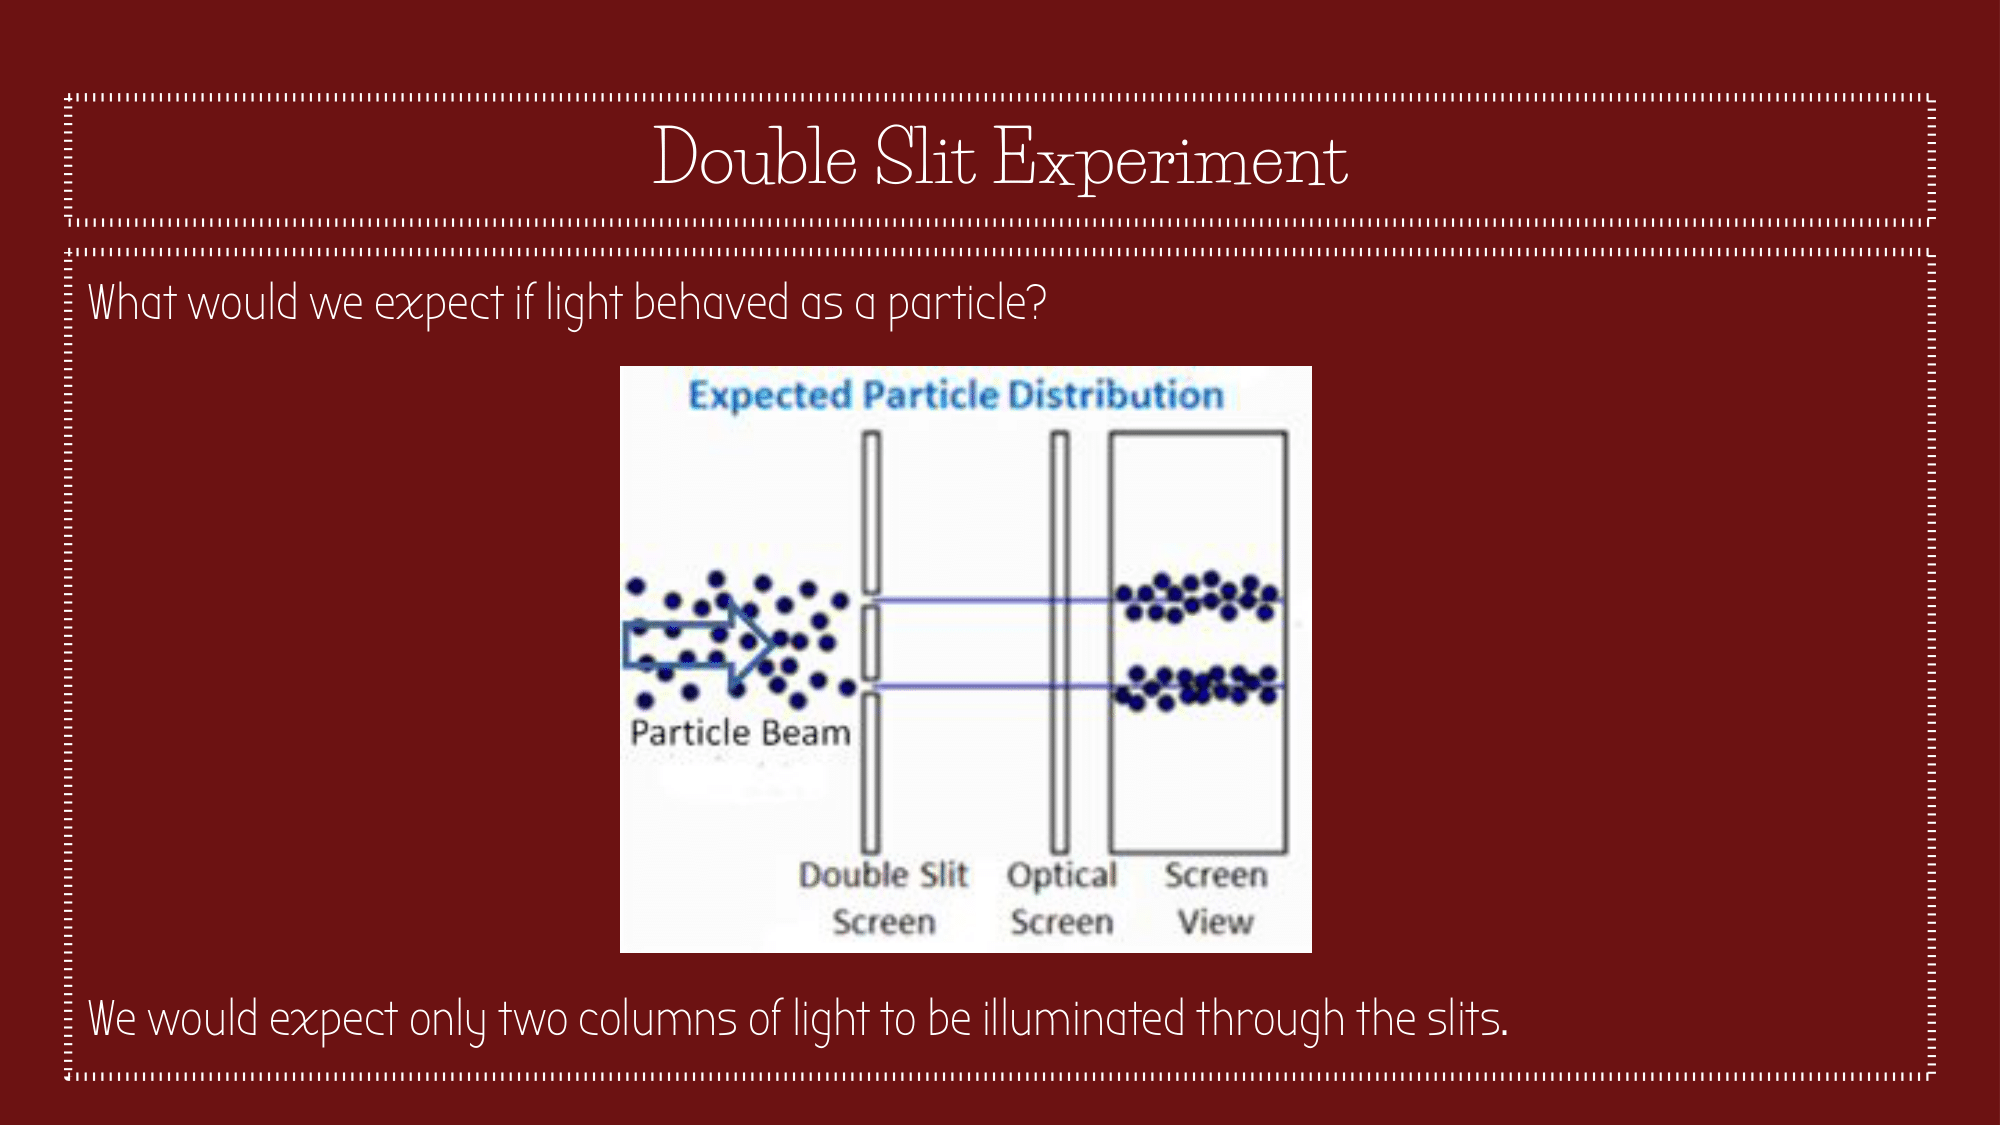 Double Slit Experiment
What would we expect if light behaved as a particle?
Expected Particle Distribution
Particle Beam
Double Slit
Screen
Optical
Screen
Screen
View
We would expect only two columns of light to be illuminated through the slits.